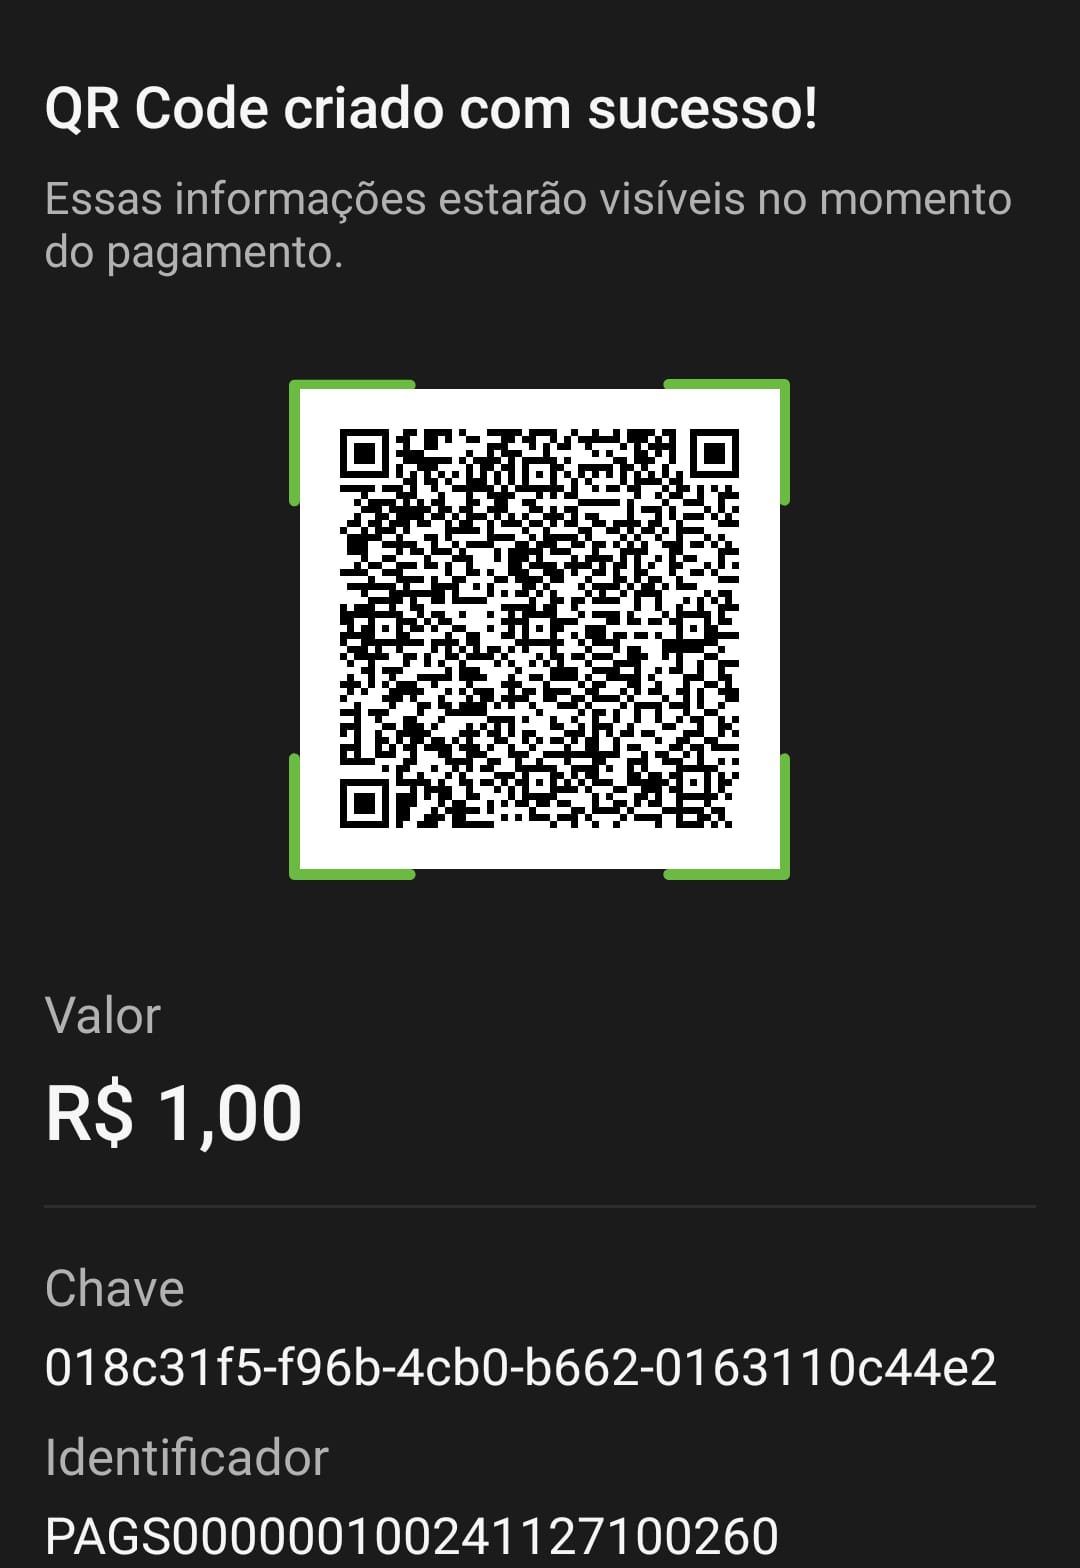 QR Code criado com sucesso!
Essas informações estarão visíveis no momento
do pagamento.
Valor
R$ 1,00
Chave
018c31f5-f96b-4cb0-b662-0163110c44e2
Identificador
PAGS000000100241127100260